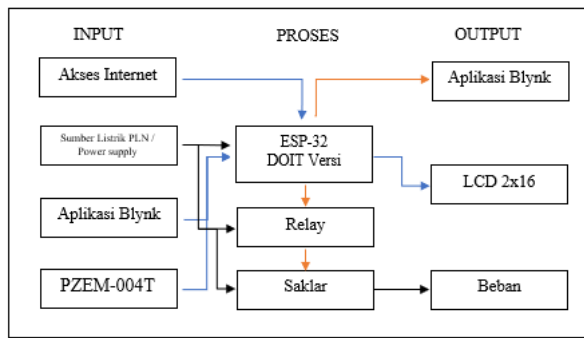 INPUT
PROSES
OUTPUT
Akses Internet
Aplikasi Blynk
Sumber Listrik PLN /
Power supply
ESP-32
DOIT Versi
LCD 2x16
Aplikasi Blynk
Relay
PZEM-004T
Saklar
Beban